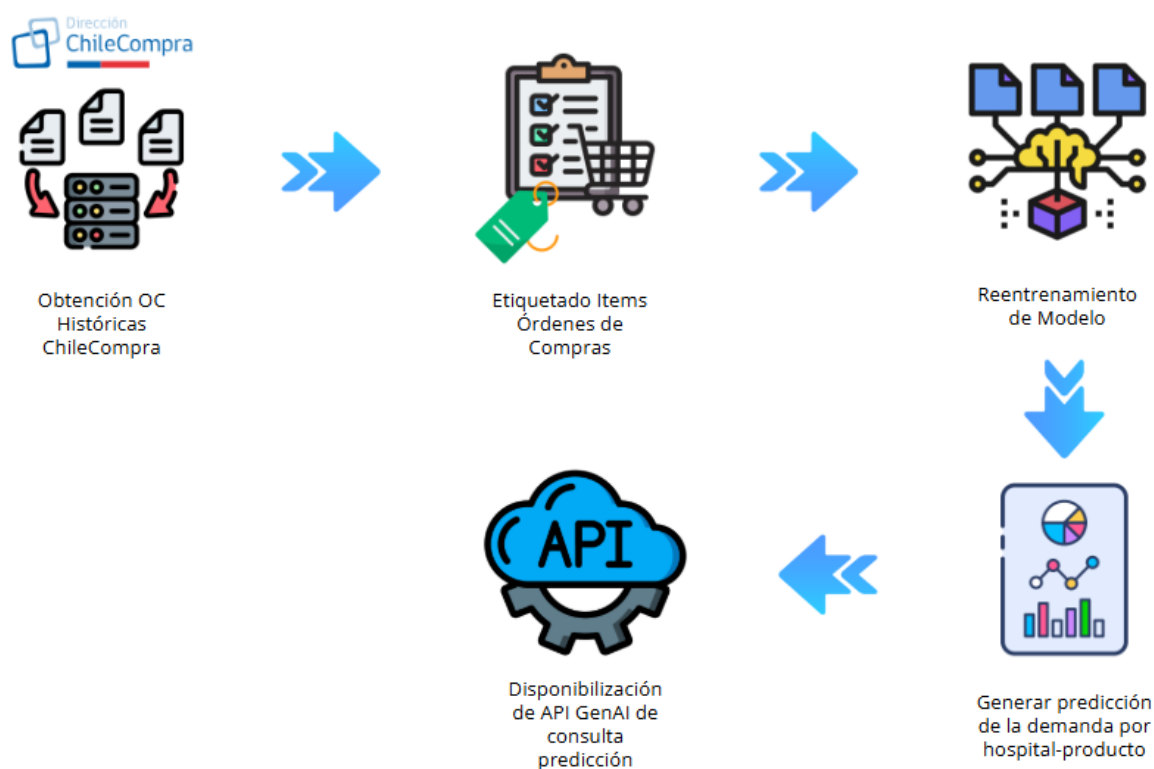 Dirección
ChileCompra
Obtención OC
Históricas
ChileCompra
Etiquetado Items
Órdenes de
Compras
Reentrenamiento
de Modelo
API
Disponibilización
de API GenAI de
consulta
predicción
Generar predicción
de la demanda por
hospital-producto